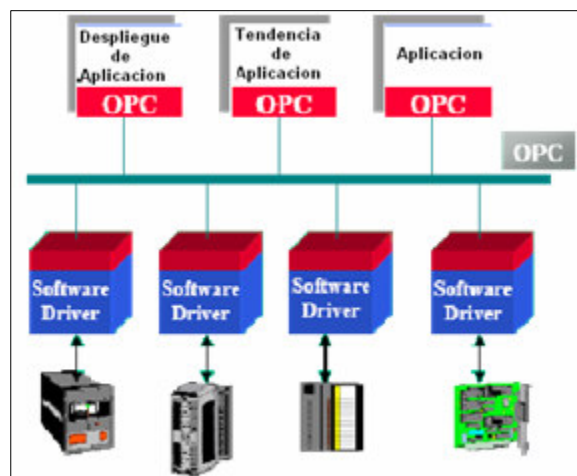 Despliegue
de
Aplicacion
OPC
Tendencia
de
Aplicacion
OPC
Aplicacion
OPC
OPC
Software
Driver
Software
Driver
Software
Driver
Software
Driver